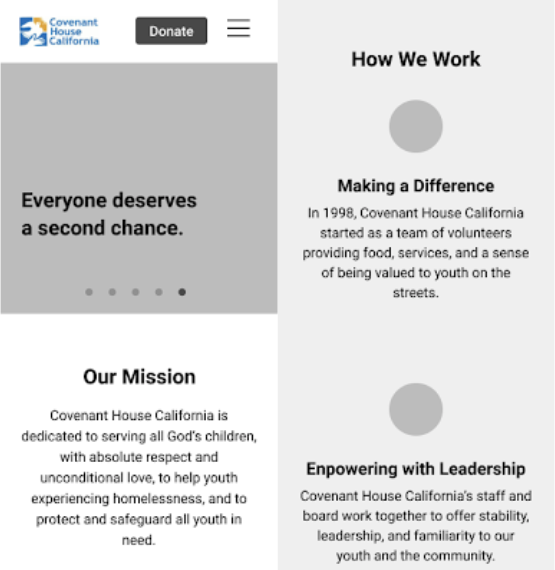 Covenant
House
California
Donate
Everyone deserves
a second chance.
Our Mission
Covenant House California is
dedicated to serving all God's children,
with absolute respect and
unconditional love, to help youth
experiencing homelessness, and to
protect and safeguard all youth in
need.
How We Work
Making a Difference
In 1998, Covenant House California
started as a team of volunteers
providing food, services, and a sense
of being valued to youth on the
streets.
Enpowering with Leadership
Covenant House California's staff and
board work together to offer stability,
leadership, and familiarity to our
youth and the community.